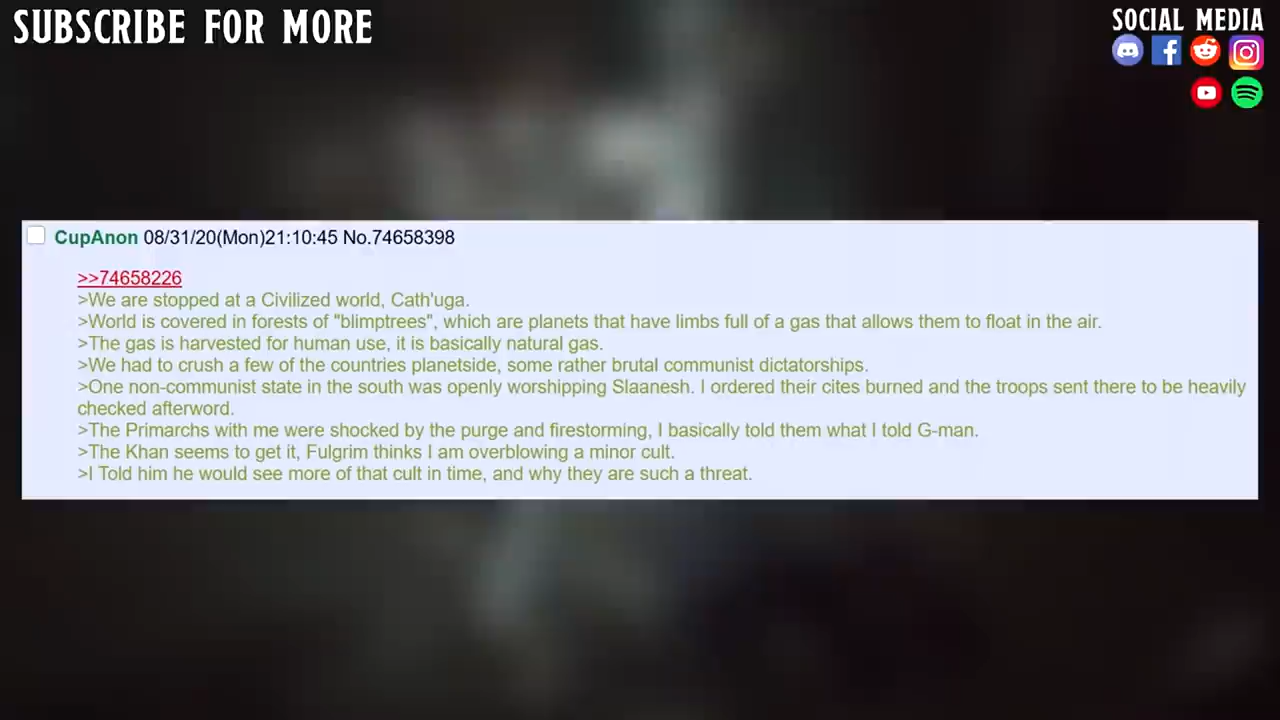 SUBSCRIBE FOR MORE
SOCIAL MEDIA
CupAnon 08/31/20(Mon)21:10:45 No.74658398
>>74658226
>We are stopped at a Civilized world, Cath'uga.
>World is covered in forests of "blimptrees", which are planets that have limbs full of a gas that allows them to float in the air.
>The gas is harvested for human use, it is basically natural gas.
>We had to crush a few of the countries planetside, some rather brutal communist dictatorships.
>One non-communist state in the south was openly worshipping Slaanesh. I ordered their cites burned and the troops sent there to be heavily
checked afterword.
>The Primarchs with me were shocked by the purge and firestorming, I basically told them what I told G-man.
>The Khan seems to get it, Fulgrim thinks I am overblowing a minor cult.
>I Told him he would see more of that cult in time, and why they are such a threat.